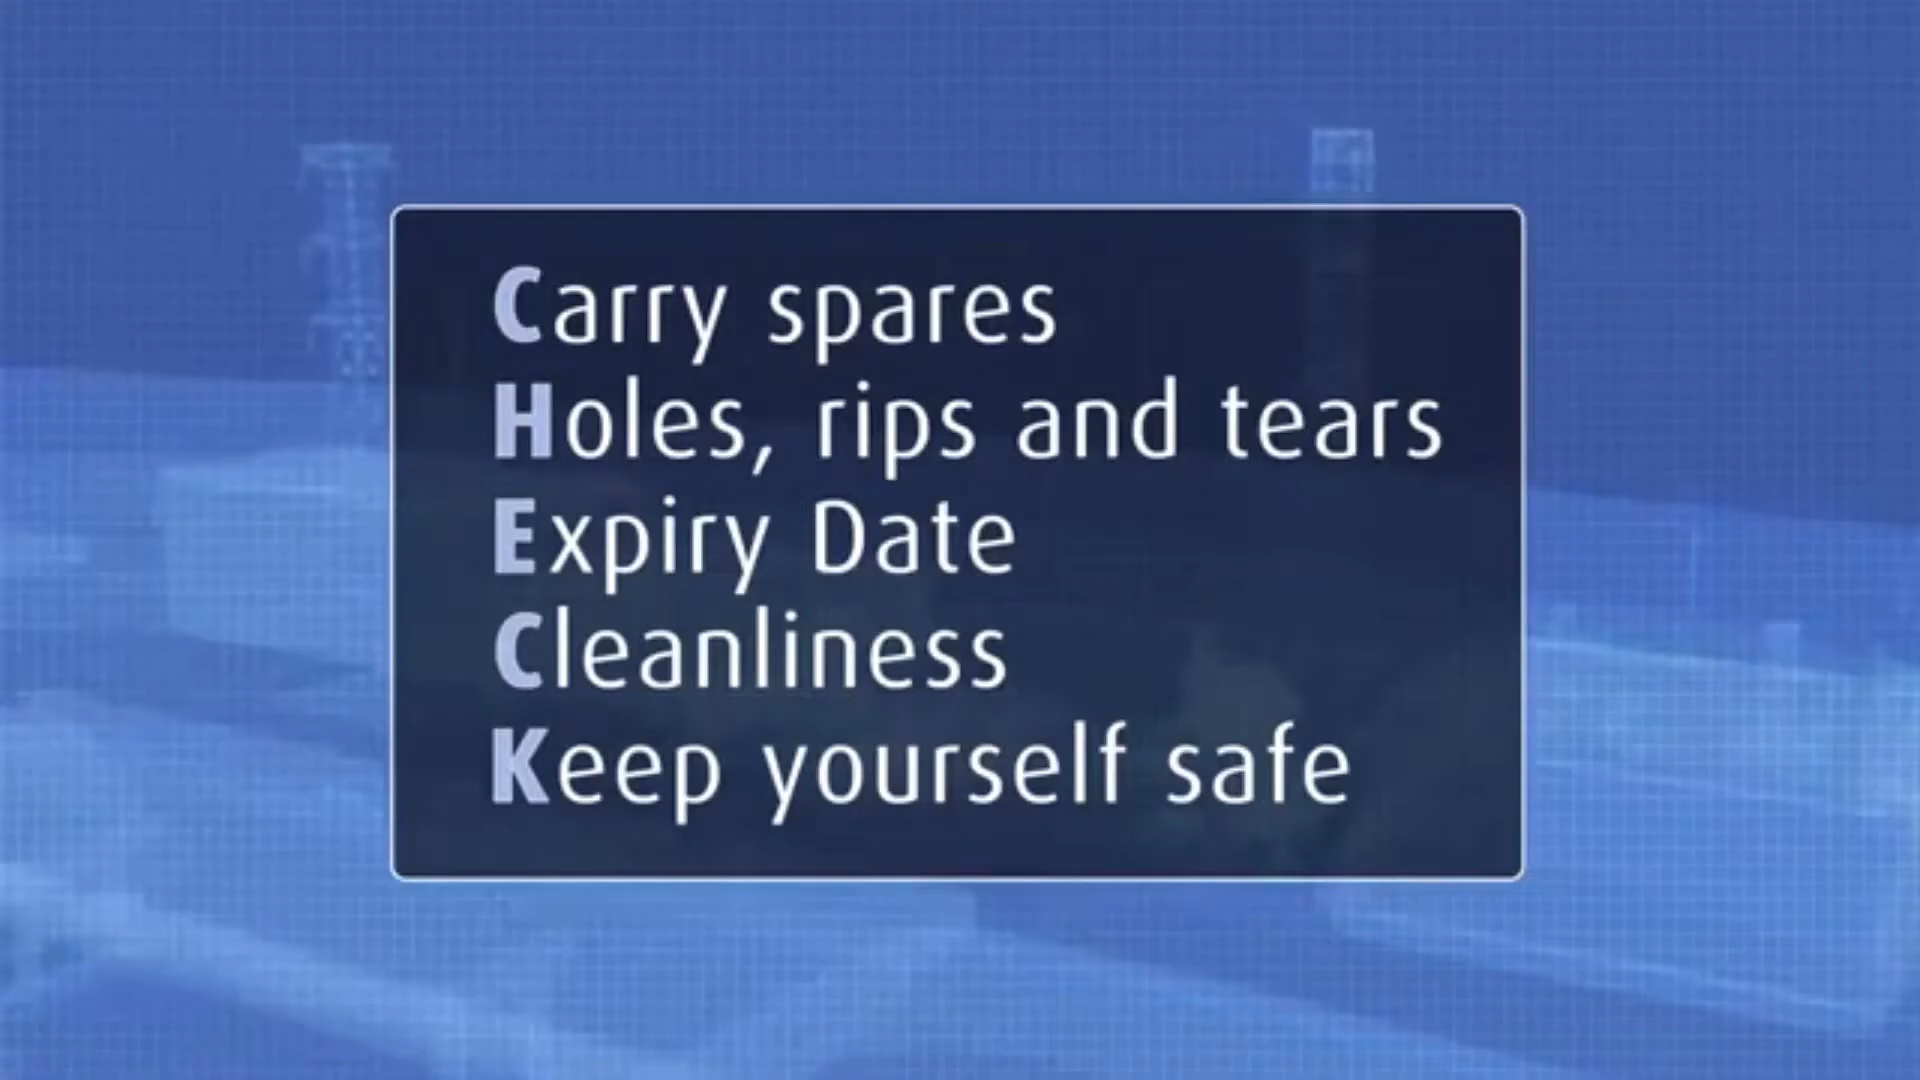 Carry spares
Holes, rips and tears
Expiry Date
Cleanliness
Keep yourself safe